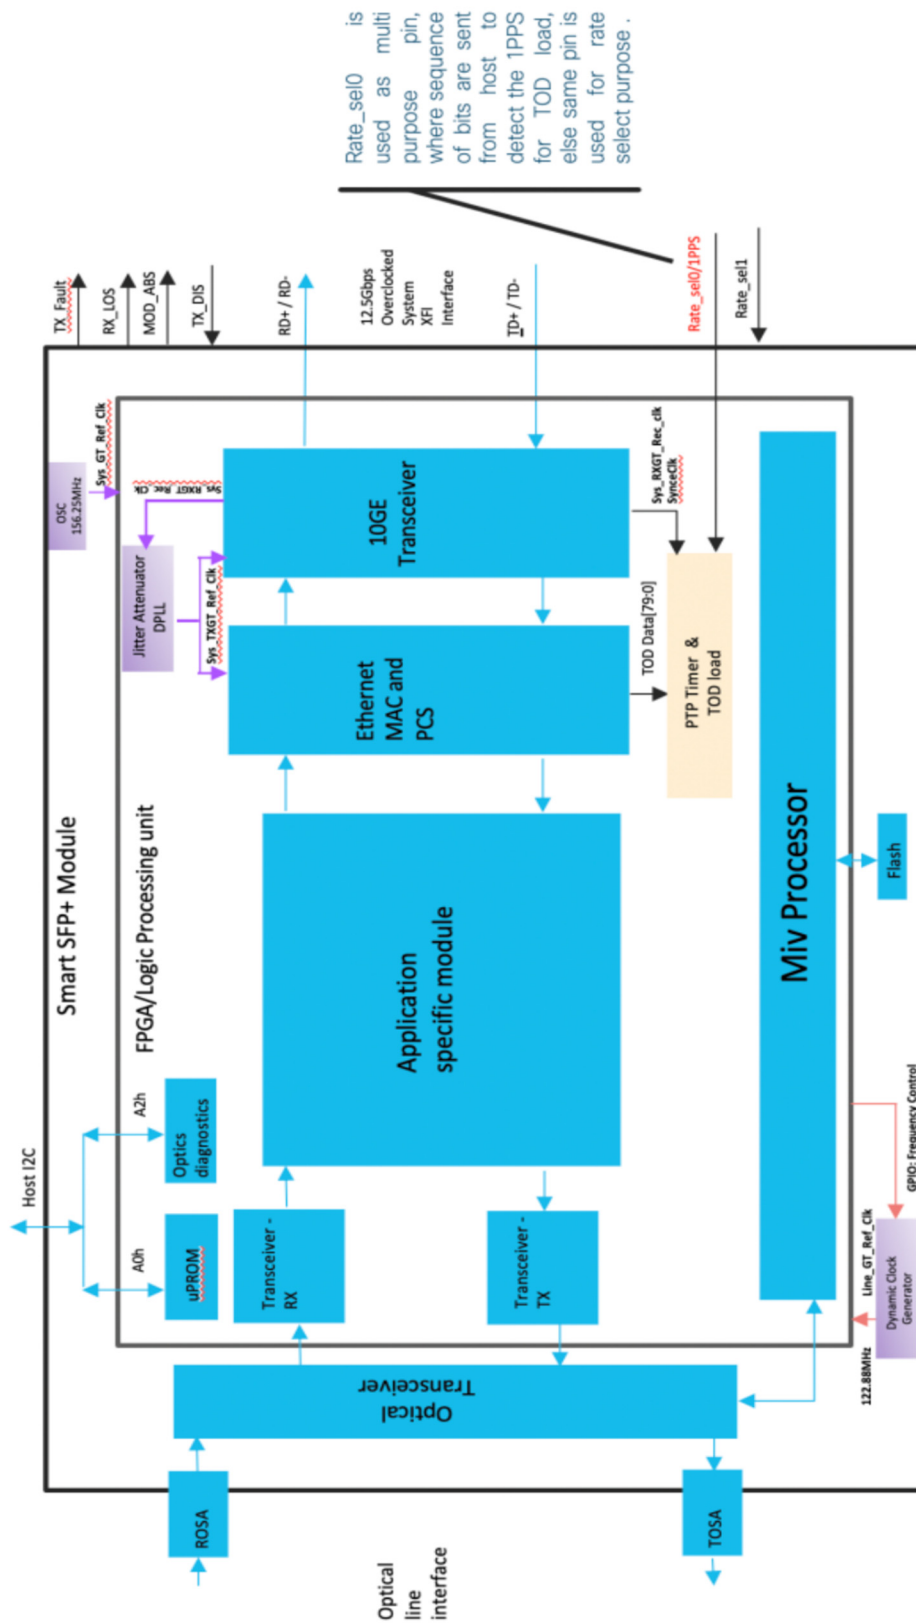 Host I2C
A0h
A2h
Smart SFP+ Module
FPGA/Logic Processing unit
uPROM
Optics
diagnostics
OSC
156.25MHz
Sys_GT_Ref_Clk
Jitter Attenuator
DPLL
Sys_RXGT_Rec_Clk
Sys_TXGT_Ref_Clk
TX_Fault
RX_LOS
MOD_ABS
TX_DIS
RD+ / RD-
12.5Gbps
Overclocked
System
XFI
Interface
TD+ / TD-
Rate_sel0/1PPS
Rate_sel1
Rate_sel0 is
used as multi
purpose pin,
where sequence
of bits are sent
from host to
detect the 1PPS
for TOD load,
else same pin is
used for rate
select purpose .
Optical
line
interface
ROSA
TOSA
Optical
Transceiver
Transceiver -
RX
Transceiver -
TX
Application
specific module
Ethernet
MAC and
PCS
10GE
Transceiver
TOD Data[79:0]
Sys_RXGT_Rec_clk
SynceClk
PTP Timer &
TOD load
Miv Processor
Flash
122.88MHz
Line_GT_Ref_Clk
Dynamic Clock
Generator
GPIO: Frequency Control